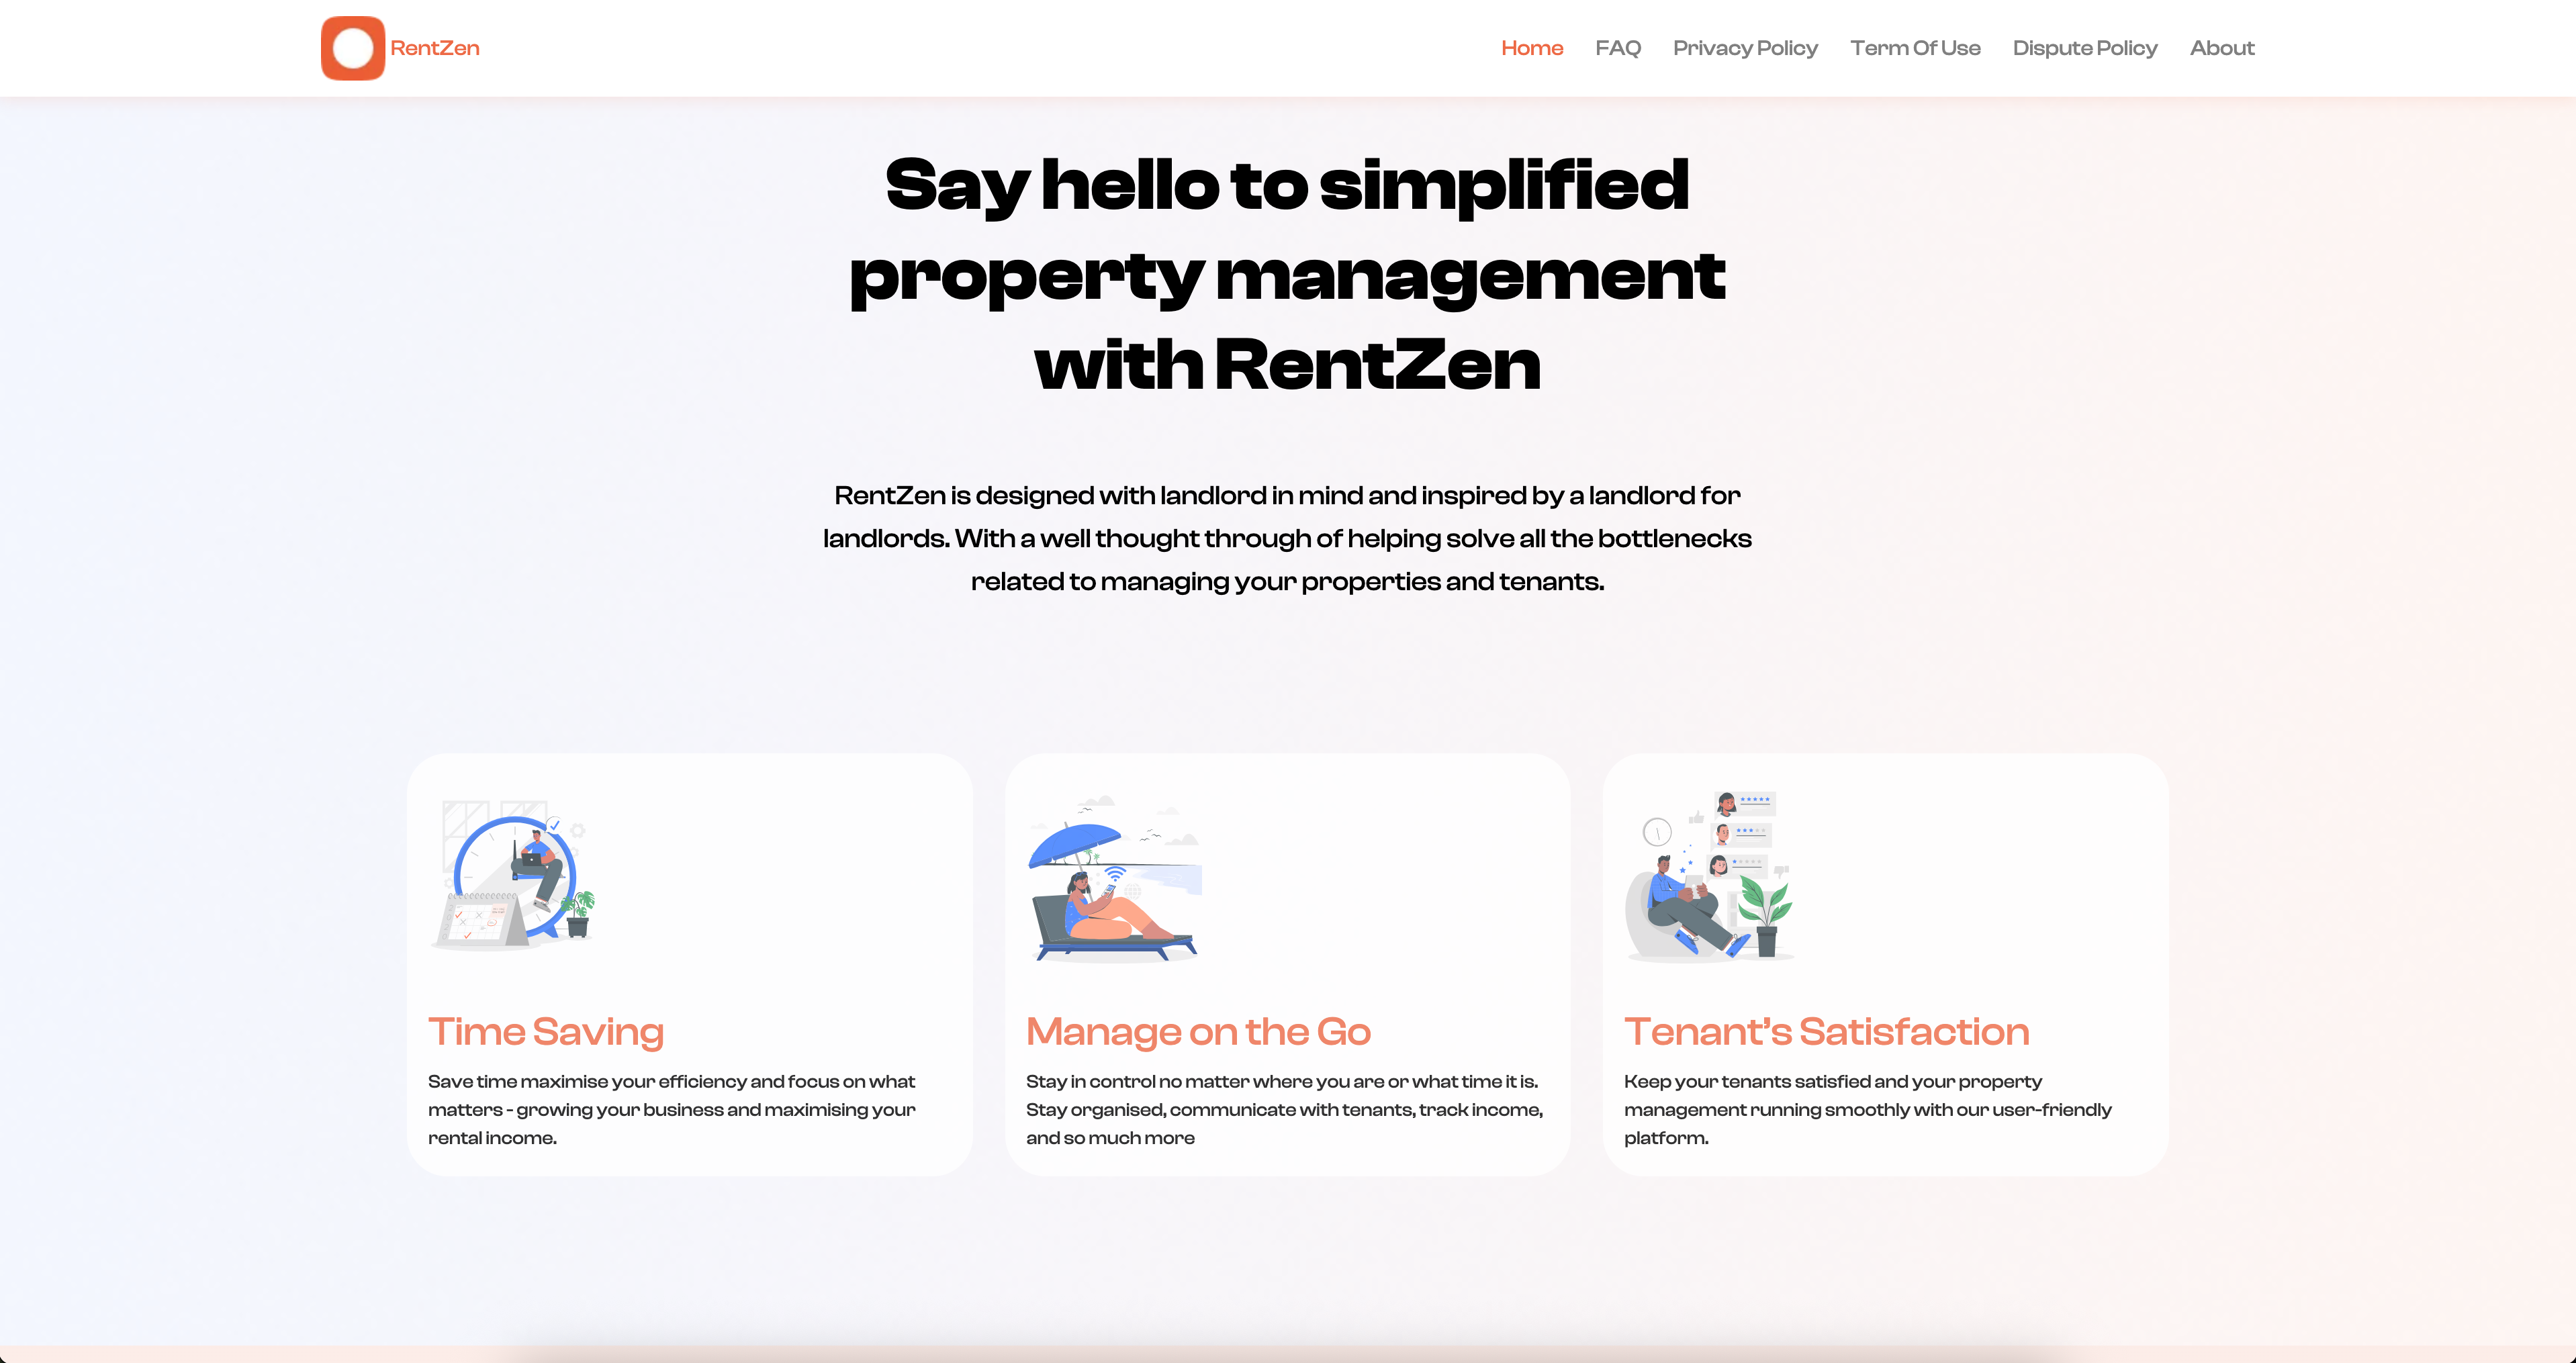 RentZen
Home FAQ Privacy Policy Term Of Use Dispute Policy About
Say hello to simplified
property management
with RentZen
RentZen is designed with landlord in mind and inspired by a landlord for
landlords. With a well thought through of helping solve all the bottlenecks
related to managing your properties and tenants.
Time Saving
Save time maximise your efficiency and focus on what
matters - growing your business and maximising your
rental income.
Manage on the Go
Stay in control no matter where you are or what time it is.
Stay organised, communicate with tenants, track income,
and so much more
Tenant’s Satisfaction
Keep your tenants satisfied and your property
management running smoothly with our user-friendly
platform.